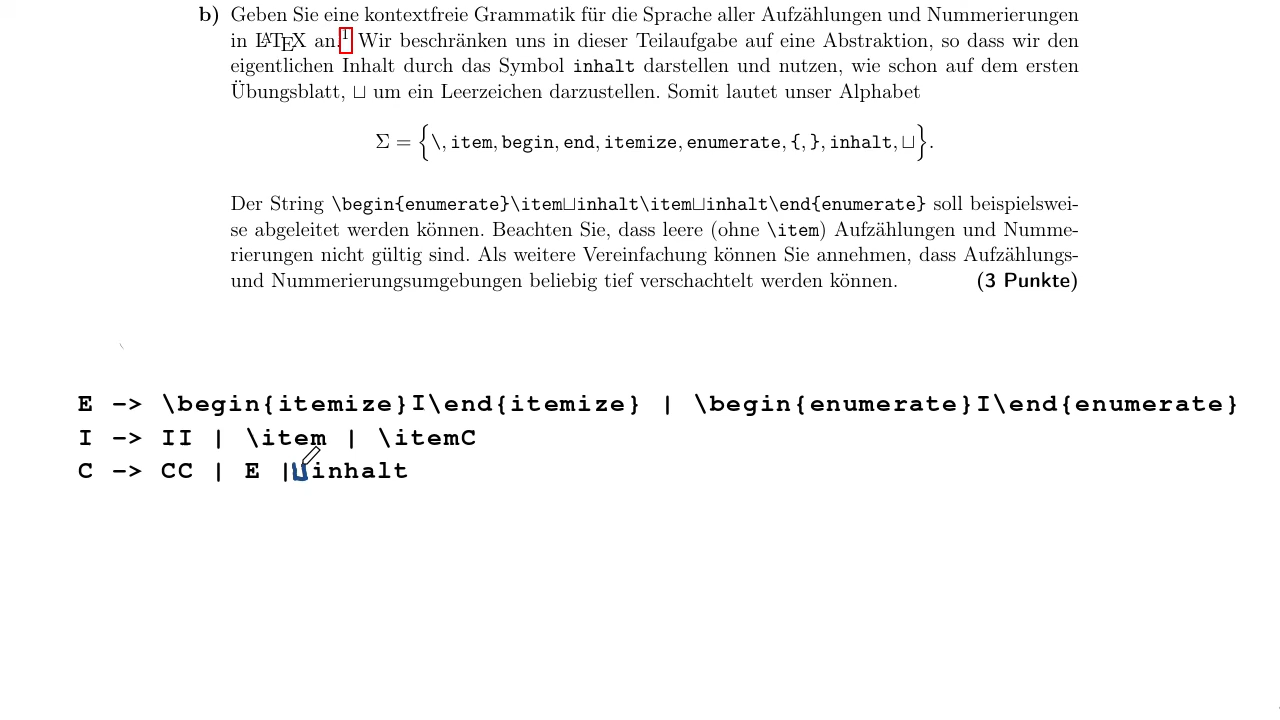 b) Geben Sie eine kontextfreie Grammatik für die Sprache aller Aufzählungen und Nummerierungen
in LATEX an.1 Wir beschränken uns in dieser Teilaufgabe auf eine Abstraktion, so dass wir den
eigentlichen Inhalt durch das Symbol inhalt darstellen und nutzen, wie schon auf dem ersten
Übungsblatt, ⊔ um ein Leerzeichen darzustellen. Somit lautet unser Alphabet
Σ = {\, item, begin, end, itemize, enumerate, {, }, inhalt, ⊔}.
Der String \begin{enumerate}\item⊔inhalt\item⊔inhalt\end{enumerate} soll beispielswei-
se abgeleitet werden können. Beachten Sie, dass leere (ohne \item) Aufzählungen und Numme-
rierungen nicht gültig sind. Als weitere Vereinfachung können Sie annehmen, dass Aufzählungs-
und Nummerierungsumgebungen beliebig tief verschachtelt werden können. (3 Punkte)
E -> \begin{itemize}I\end{itemize} | \begin{enumerate}I\end{enumerate}
I -> II | \item | \itemC
C -> CC | E |⊔inhalt